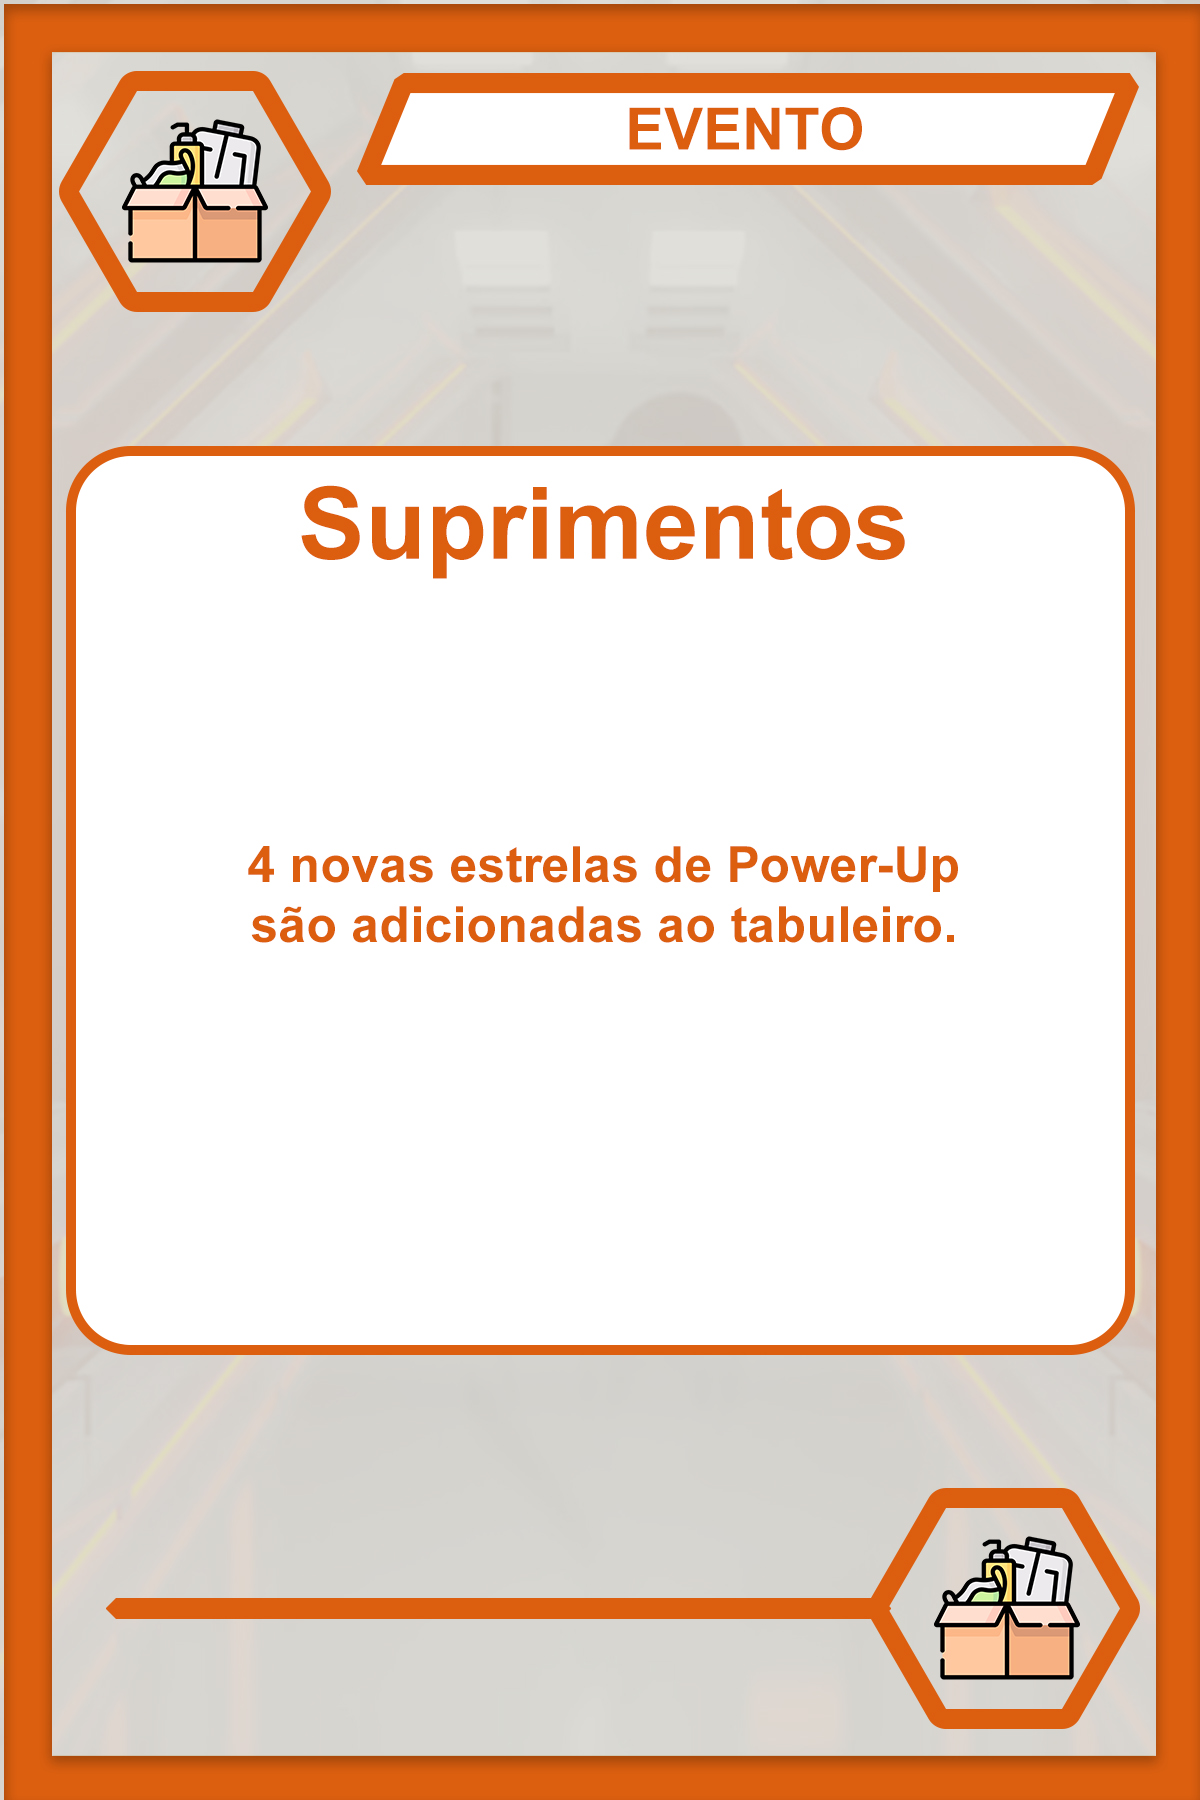 EVENTO
Suprimentos
4 novas estrelas de Power-Up
são adicionadas ao tabuleiro.